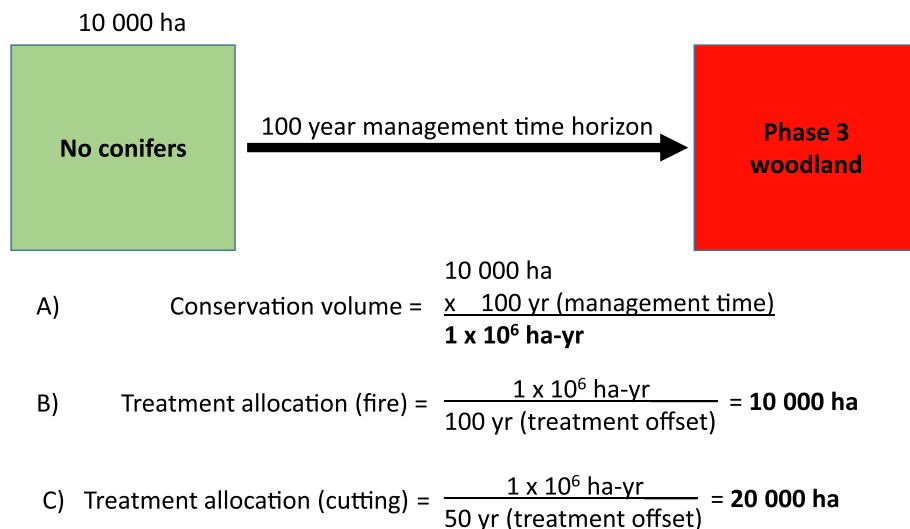 10 000 ha
No conifers
100 year management time horizon
Phase 3
woodland
10 000 ha
A) Conservation volume = x 100 yr (management time)
1 x 10⁶ ha-yr
1 x 10⁶ ha-yr
B) Treatment allocation (fire) = = 10 000 ha
100 yr (treatment offset)
1 x 10⁶ ha-yr
C) Treatment allocation (cutting) = = 20 000 ha
50 yr (treatment offset)